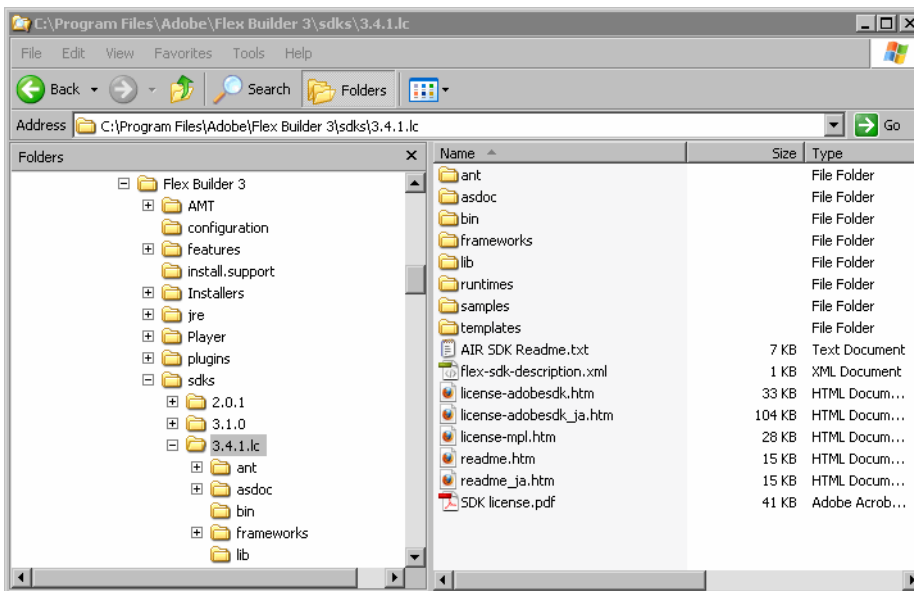 C:\Program Files\Adobe\Flex Builder 3\sdks\3.4.1.lc
File Edit View Favorites Tools Help
Back Search Folders
Address C:\Program Files\Adobe\Flex Builder 3\sdks\3.4.1.lc Go
Folders
Flex Builder 3
AMT
configuration
features
install.support
Installers
jre
Player
plugins
sdks
2.0.1
3.1.0
3.4.1.lc
ant
asdoc
bin
frameworks
lib
Name Size Type
ant File Folder
asdoc File Folder
bin File Folder
frameworks File Folder
lib File Folder
runtimes File Folder
samples File Folder
templates File Folder
AIR SDK Readme.txt 7 KB Text Document
flex-sdk-description.xml 1 KB XML Document
license-adobesdk.htm 33 KB HTML Docum...
license-adobesdk_ja.htm 104 KB HTML Docum...
license-mpl.htm 28 KB HTML Docum...
readme.htm 15 KB HTML Docum...
readme_ja.htm 15 KB HTML Docum...
SDK license.pdf 41 KB Adobe Acrob...